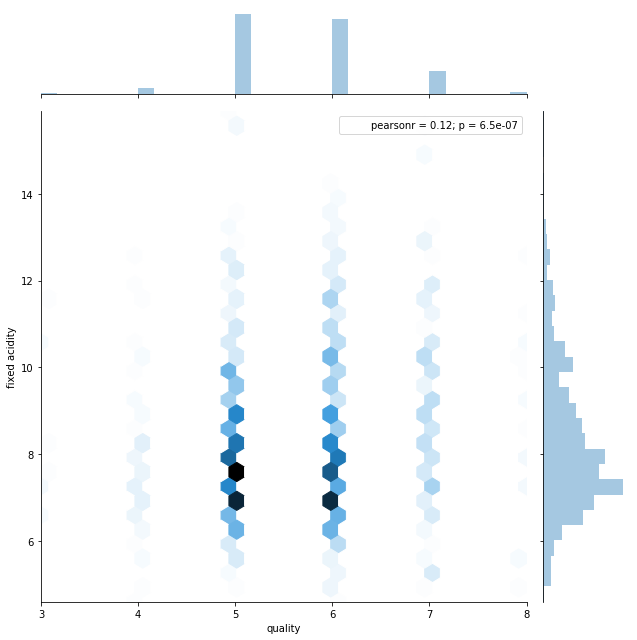 pearsonr = 0.12; p = 6.5e-07
14
12
10
8
6
fixed acidity
3 4 5 6 7 8
quality